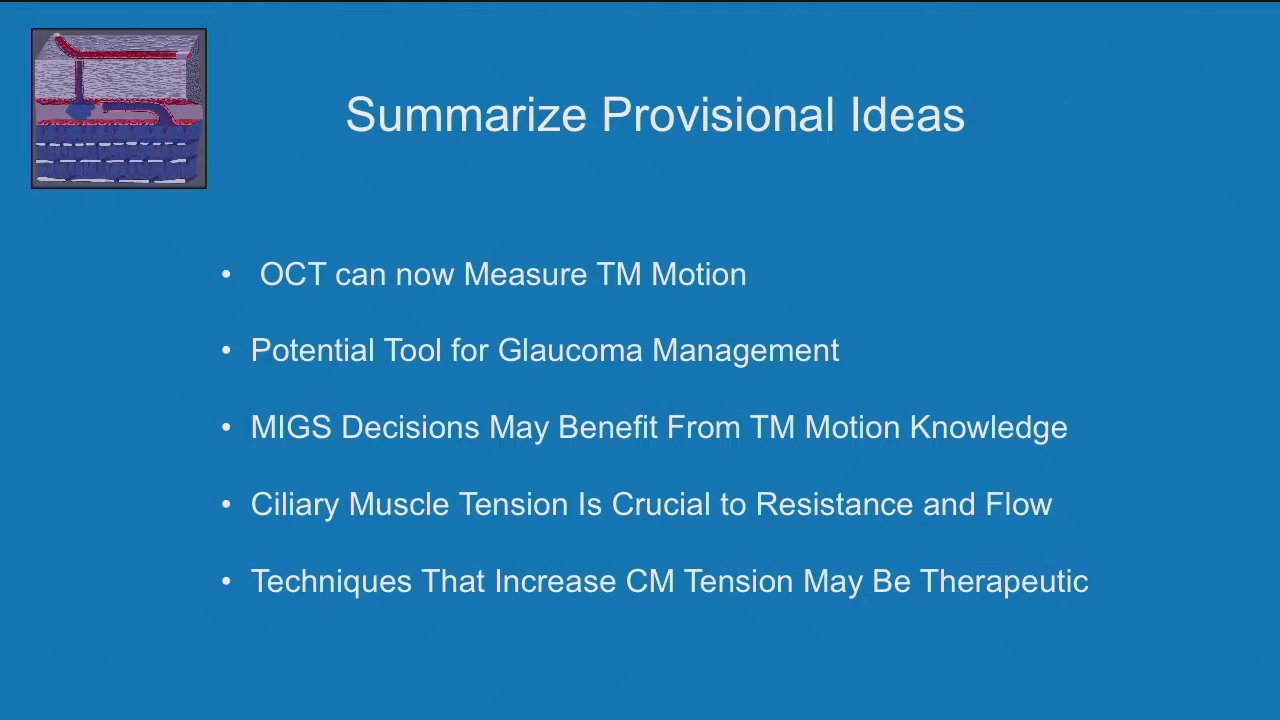 Summarize Provisional Ideas
• OCT can now Measure TM Motion
• Potential Tool for Glaucoma Management
• MIGS Decisions May Benefit From TM Motion Knowledge
• Ciliary Muscle Tension Is Crucial to Resistance and Flow
• Techniques That Increase CM Tension May Be Therapeutic